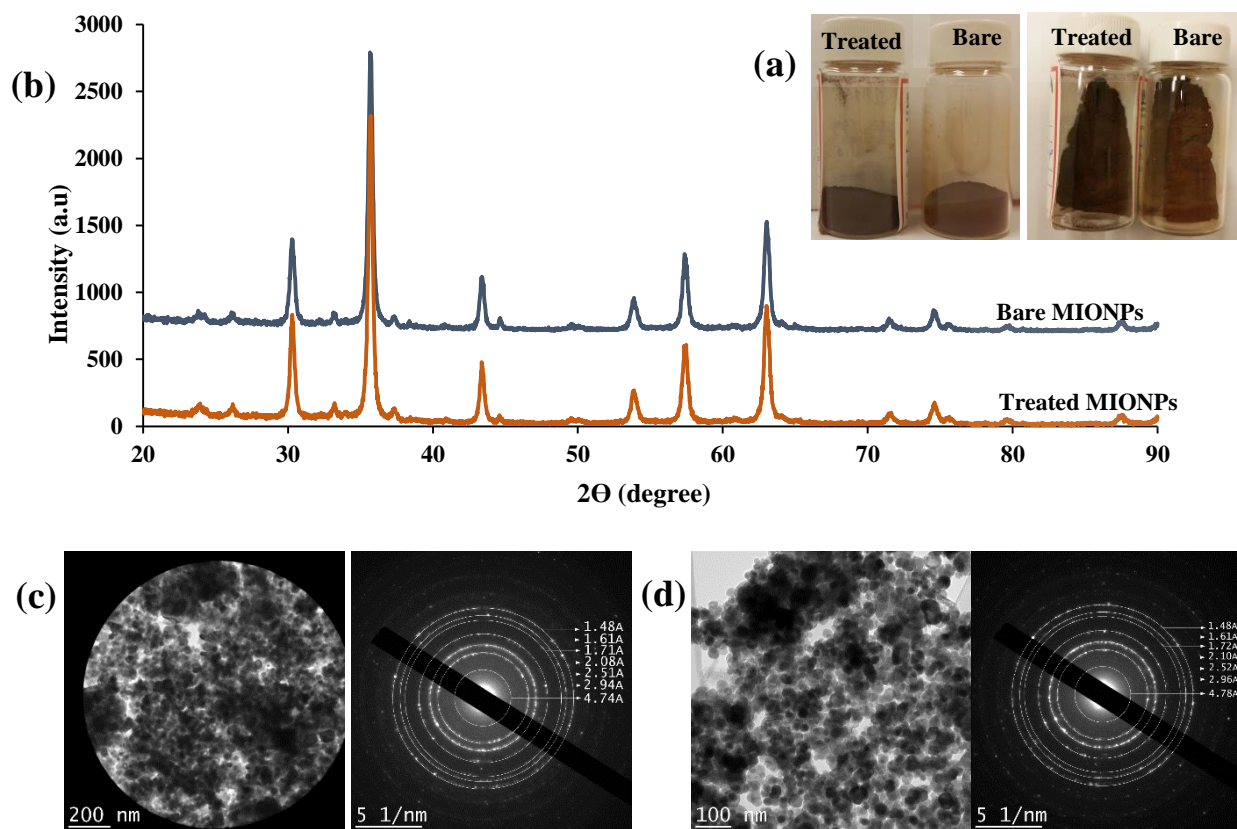 (a)
Treated
Bare
Treated
Bare
(b)
3000
2500
2000
1500
1000
500
0
Intensity (a.u)
Bare MIONPs
Treated MIONPs
20
30
40
50
60
70
80
90
2ϴ (degree)
(c)
200 nm
1.48A
1.61A
1.71A
2.08A
2.51A
2.94A
4.74A
5 1/nm
(d)
100 nm
1.48A
1.61A
1.72A
2.10A
2.52A
2.96A
4.78A
5 1/nm